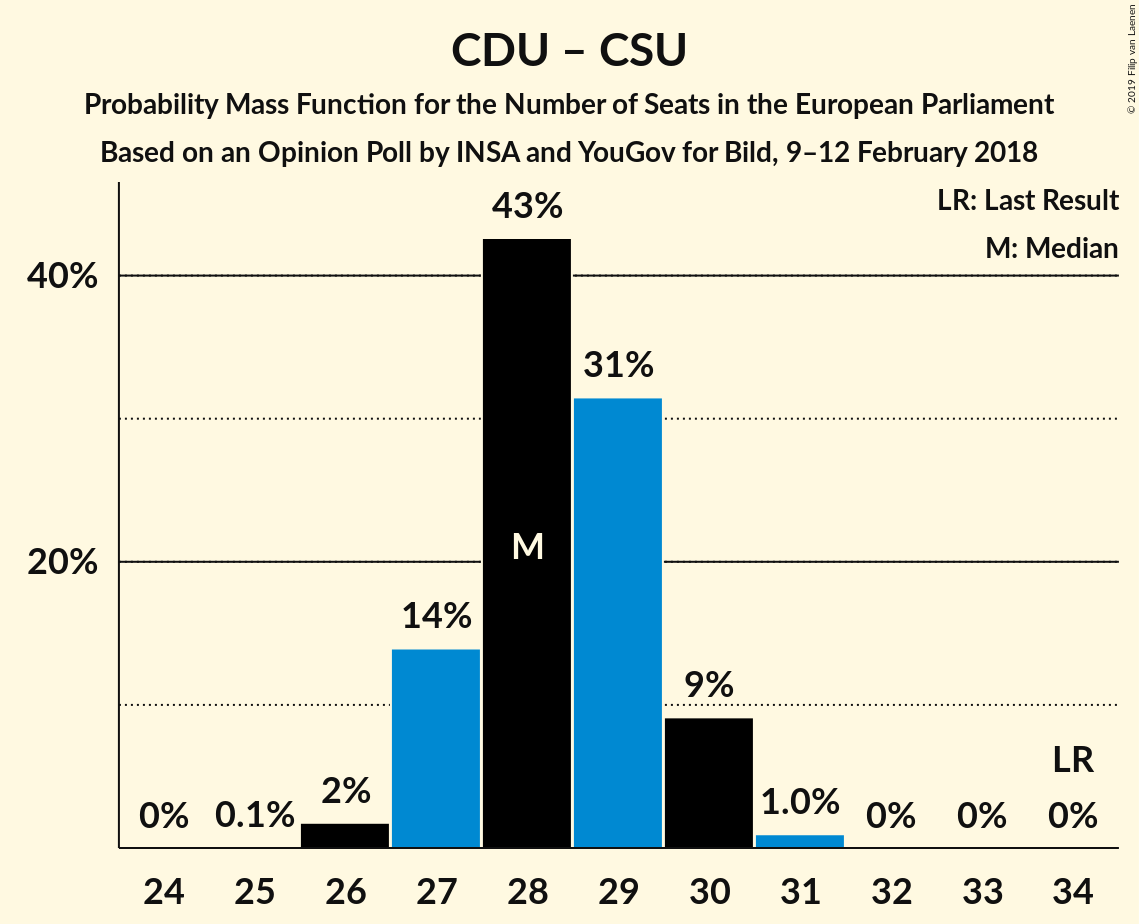 CDU – CSU
Probability Mass Function for the Number of Seats in the European Parliament
Based on an Opinion Poll by INSA and YouGov for Bild, 9–12 February 2018
© 2019 Filip van Laenen
LR: Last Result
M: Median
43%
40%
31%
M
20%
14%
9%
LR
2%
1.0%
0%
0.1%
0%
0%
0%
24 25 26 27 28 29 30 31 32 33 34